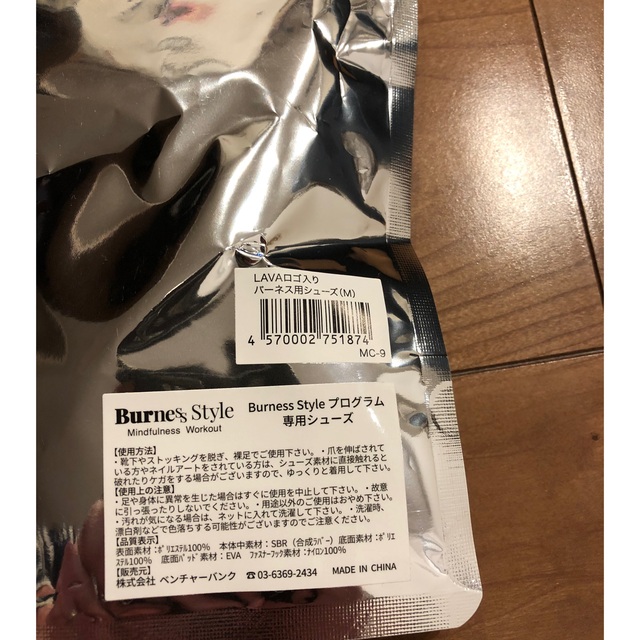 LAVAロゴ入り
バーネス用シューズ(M)
4 570002 751874
MC-9
Burness Style
Mindfulness Workout
Burness Style プログラム
専用シューズ
【使用方法】
・靴下やストッキングを脱ぎ、裸足でご使用下さい。・爪を伸ばされて
いる方やネイルアートをされている方は、シューズ素材に直接触れると
破れたりケガをする場合がございますので、ゆっくりと着用して下さい。
【使用上の注意】
・足や身体に異常を生じた場合はすぐに使用を中止して下さい。・故意
に引っ張ったりしないでください。・用途以外のご使用はおやめ下さい。
・汚れが気になる場合は、ネットに入れて洗濯して下さい。・洗濯時、
漂白剤などで色落ちする可能性がございますのでご注意ください。
【品質表示】
表面素材：ポリエステル100% 本体中素材：SBR（合成ラバー）底面素材：ポリエ
ステル100% 底面パッド素材：EVA ファスナーフック素材：ナイロン100%
【販売元】
株式会社 ベンチャーバンク ☎03-6369-2434 MADE IN CHINA